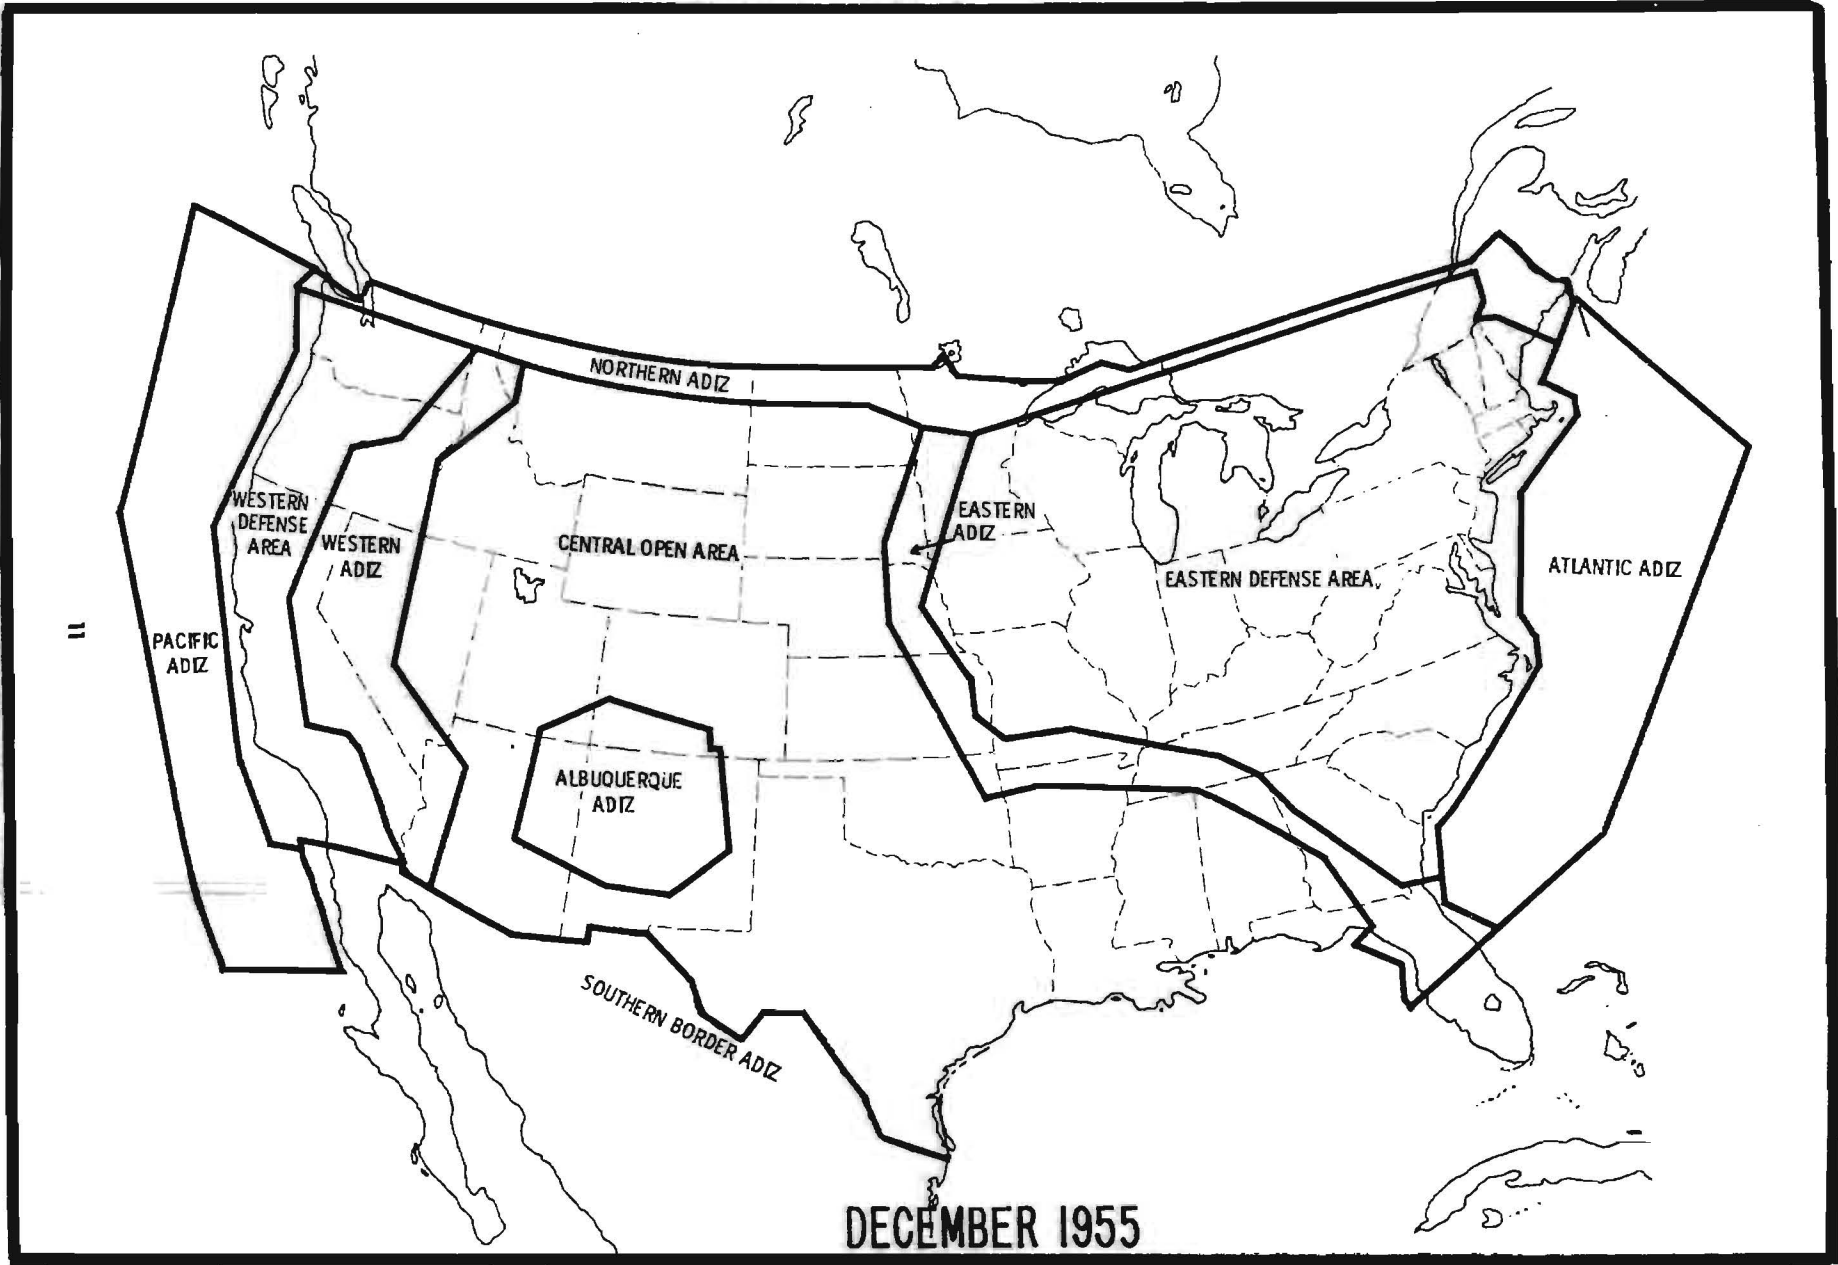 NORTHERN ADIZ
WESTERN
DEFENSE
AREA
WESTERN
ADIZ
CENTRAL OPEN AREA
EASTERN
ADIZ
EASTERN DEFENSE AREA
ATLANTIC ADIZ
PACIFIC
ADIZ
11
ALBUQUERQUE
ADIZ
SOUTHERN BORDER ADIZ
DECEMBER 1955